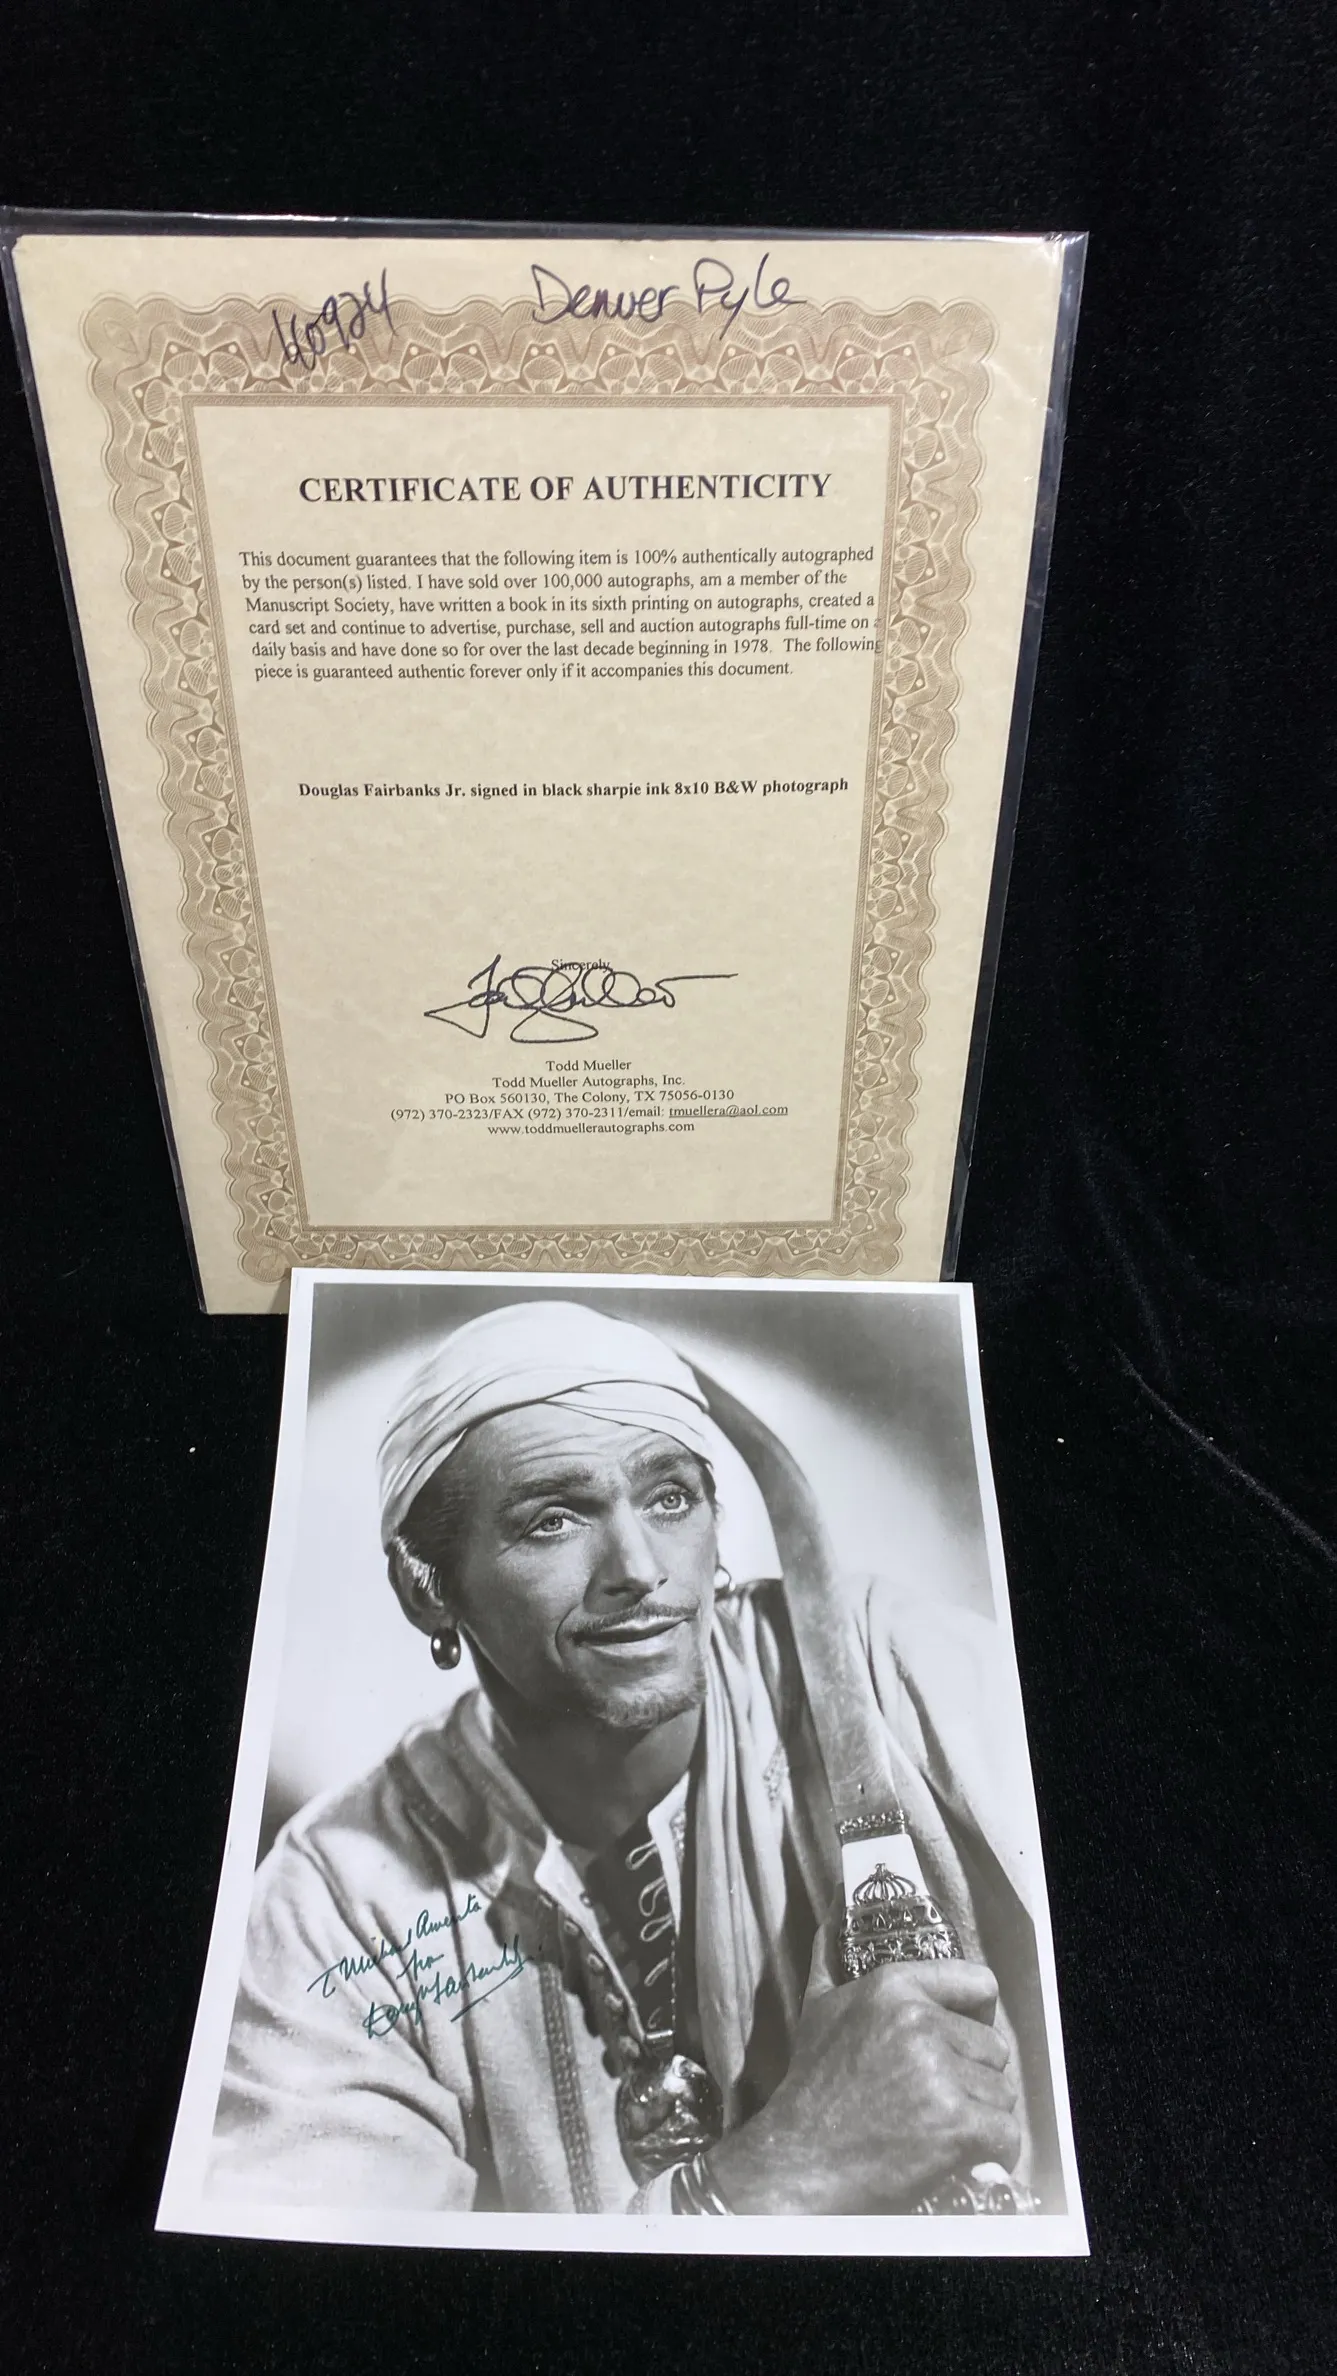 Denver Pyle
CERTIFICATE OF AUTHENTICITY
This document guarantees that the following item is 100% authentically autographed
by the person(s) listed. I have sold over 100,000 autographs, am a member of the
Manuscript Society, have written a book in its sixth printing on autographs, created a
card set and continue to advertise, purchase, sell and auction autographs full-time on a
daily basis and have done so for over the last decade beginning in 1978. The following
piece is guaranteed authentic forever only if it accompanies this document.
Douglas Fairbanks Jr. signed in black sharpie ink 8x10 B&W photograph
Sincerely,
Todd Mueller
Todd Mueller Autographs, Inc.
PO Box 560130, The Colony, TX 75056-0130
(972) 370-2323/FAX (972) 370-2311/email: tmuellera@aol.com
www.toddmuellerautographs.com
Michael Amenta